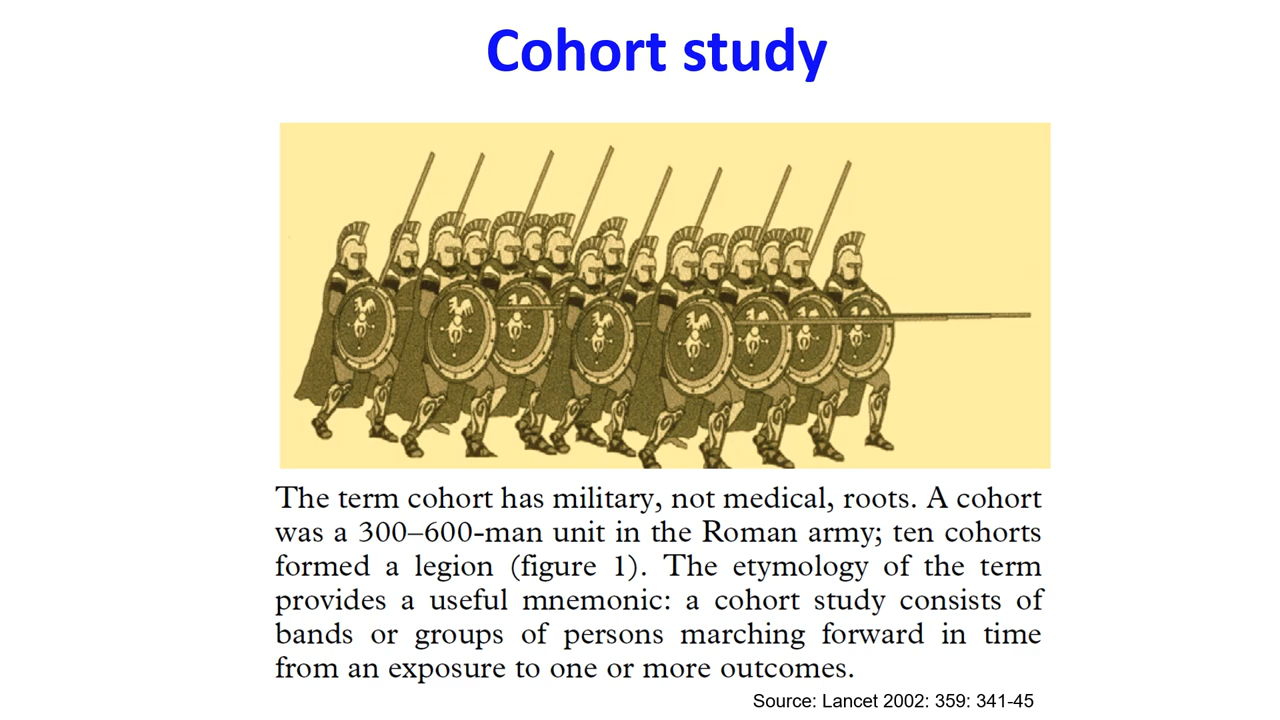 Cohort study
The term cohort has military, not medical, roots. A cohort
was a 300–600-man unit in the Roman army; ten cohorts
formed a legion (figure 1). The etymology of the term
provides a useful mnemonic: a cohort study consists of
bands or groups of persons marching forward in time
from an exposure to one or more outcomes.
Source: Lancet 2002: 359: 341-45